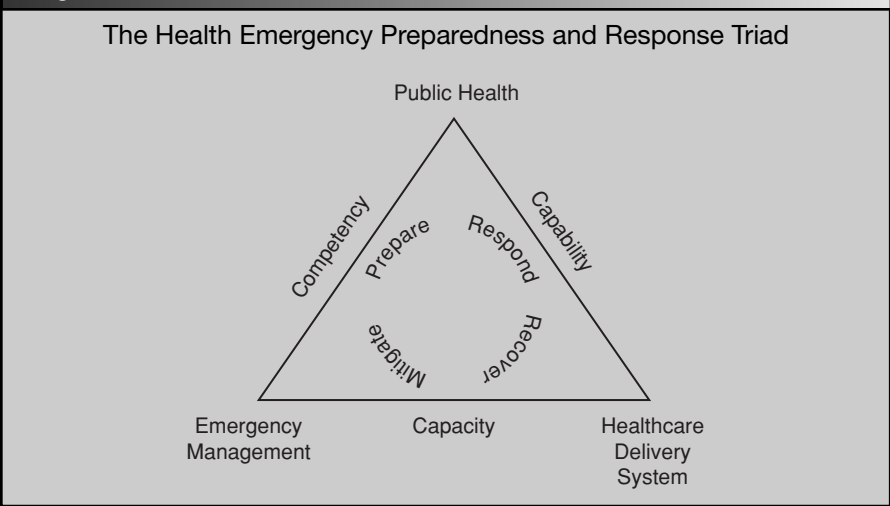 The Health Emergency Preparedness and Response Triad
Public Health
Competency
Capability
Prepare
Respond
Mitigate
Recover
Emergency
Management
Capacity
Healthcare
Delivery
System